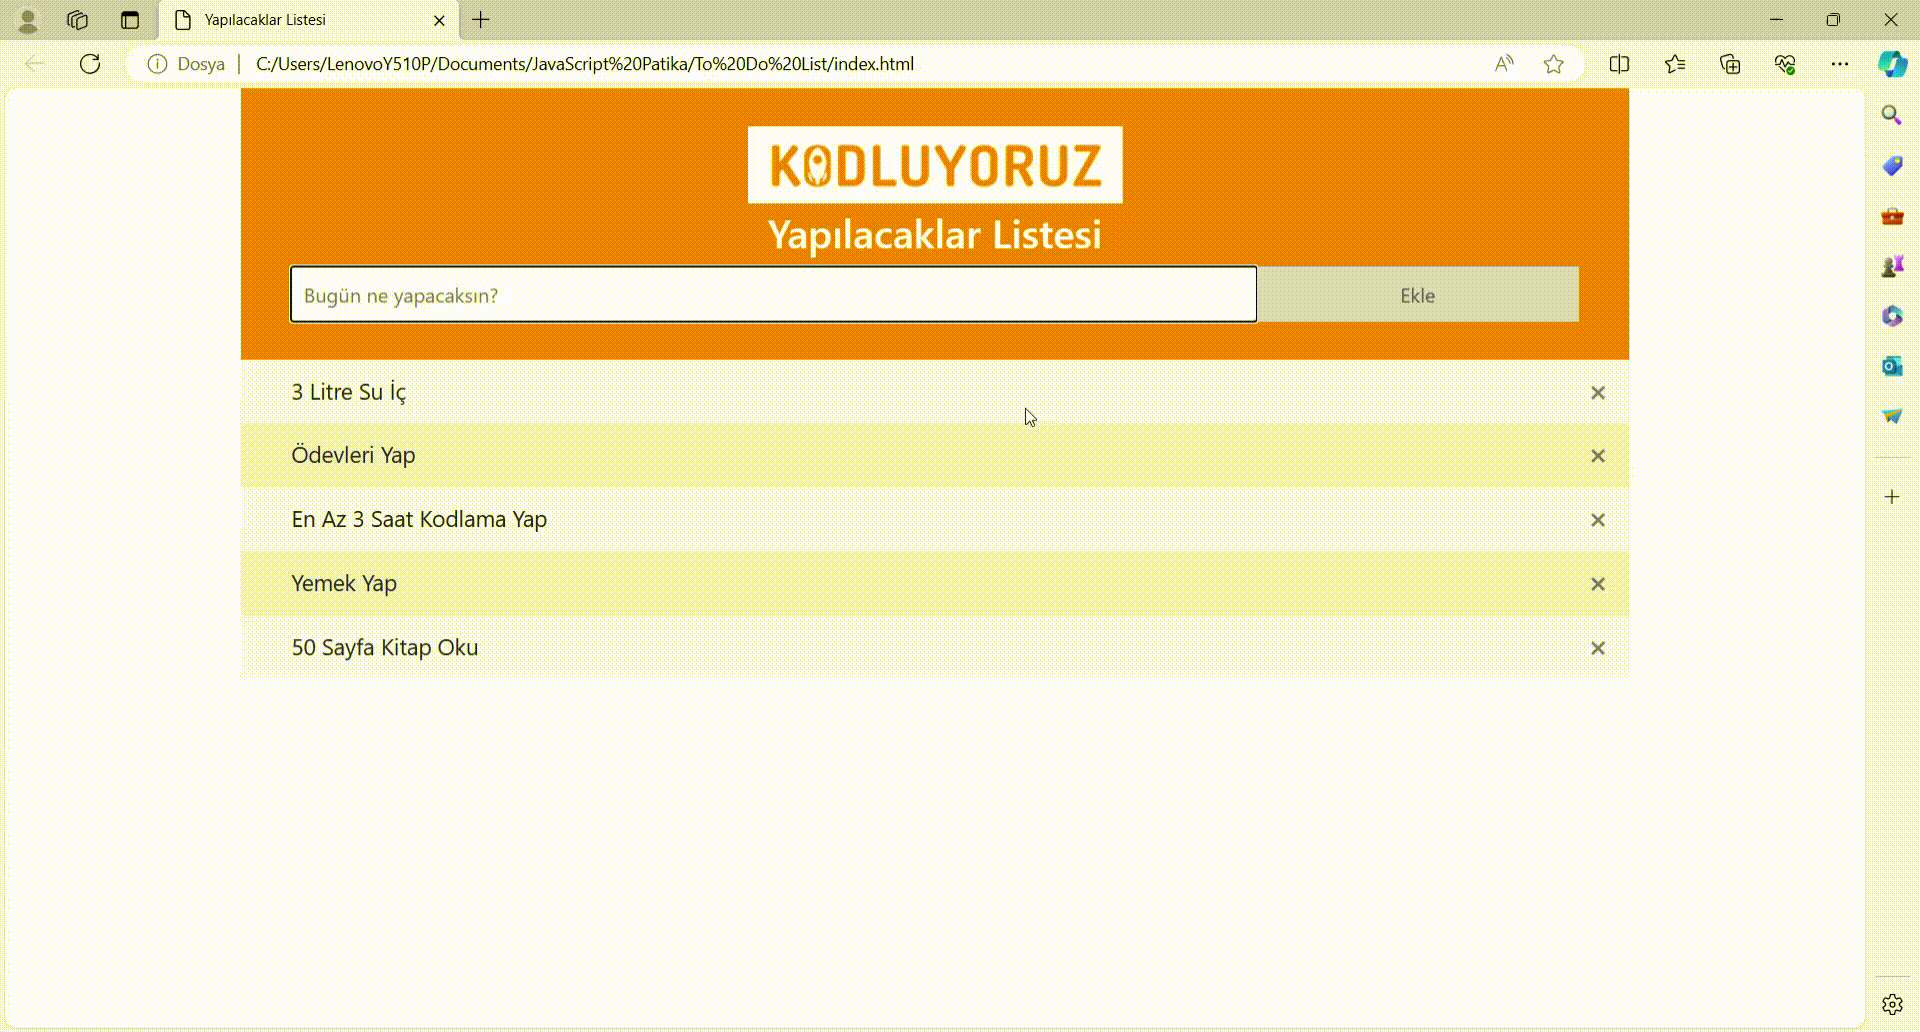 Yapılacaklar Listesi
Dosya C:/Users/LenovoY510P/Documents/JavaScript%20Patika/To%20Do%20List/index.html
KODLUYORUZ
Yapılacaklar Listesi
Bugün ne yapacaksın? Ekle
3 Litre Su İç
Ödevleri Yap
En Az 3 Saat Kodlama Yap
Yemek Yap
50 Sayfa Kitap Oku